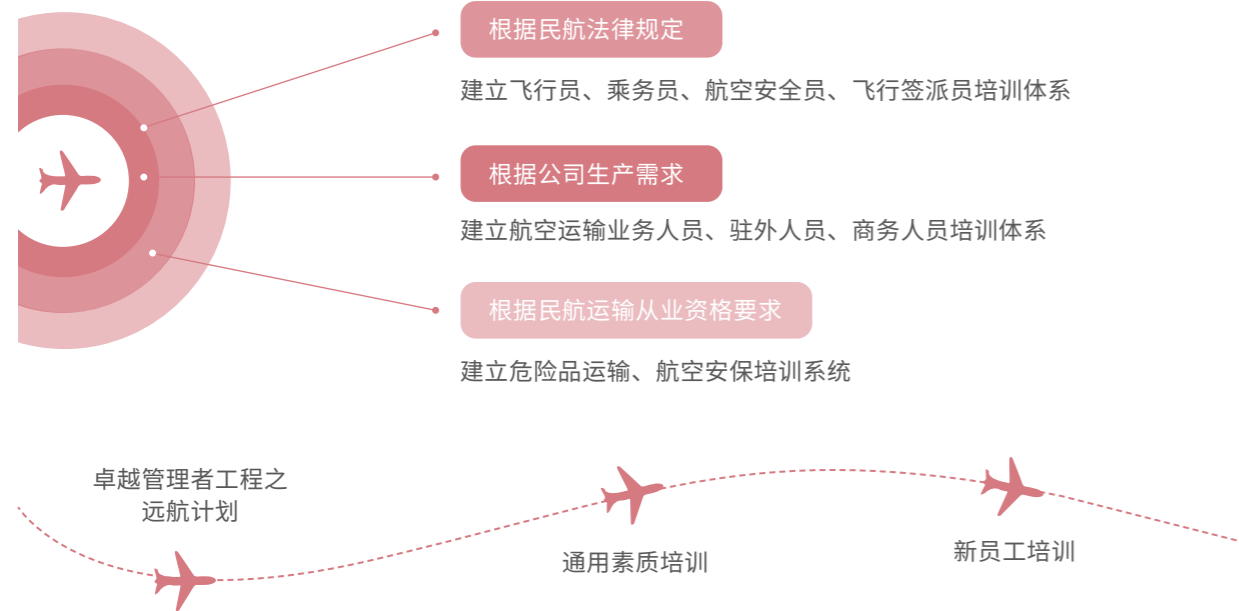 根据民航法律规定
建立飞行员、乘务员、航空安全员、飞行签派员培训体系
根据公司生产需求
建立航空运输业务人员、驻外人员、商务人员培训体系
根据民航运输从业资格要求
建立危险品运输、航空安保培训系统
卓越管理者工程之
远航计划
通用素质培训
新员工培训